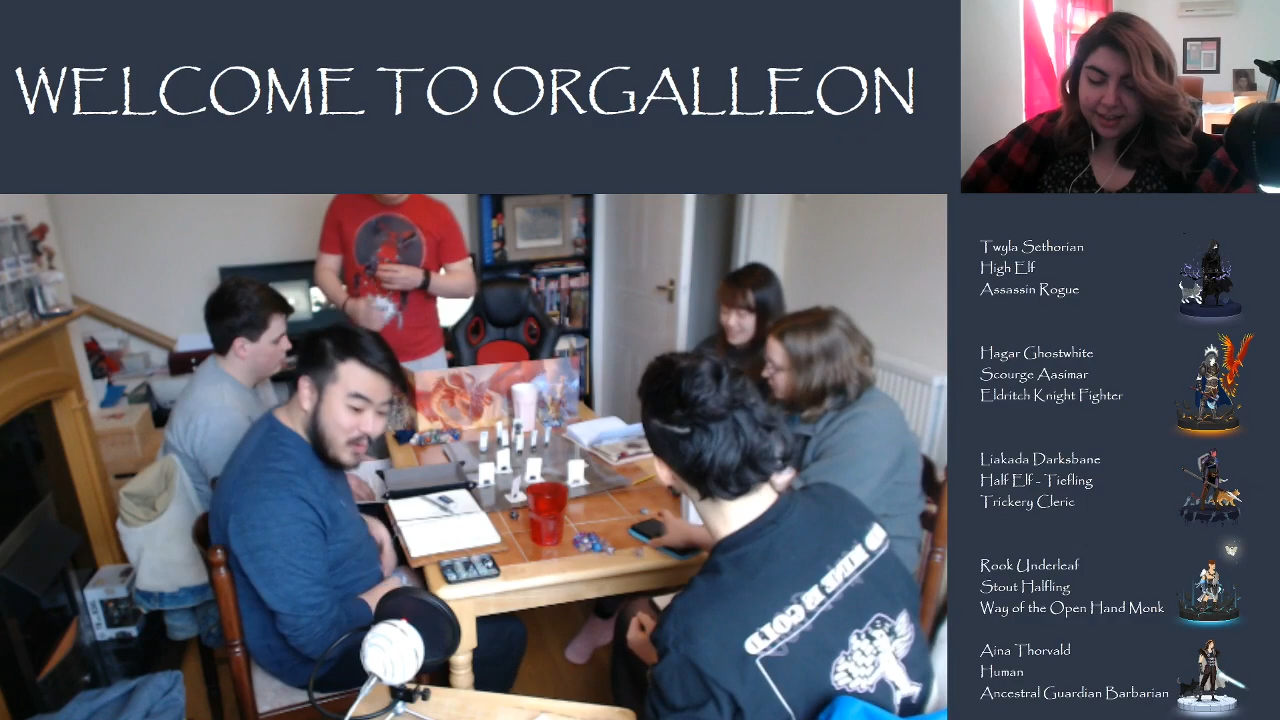 WELCOME TO ORGALLEON
Twyla Sethorian
High Elf
Assassin Rogue
Hagar Ghostwhite
Scourge Aasimar
Eldritch Knight Fighter
Liakada Darksbane
Half Elf - Tiefling
Trickery Cleric
Rook Underleaf
Stout Halfling
Way of the Open Hand Monk
Aina Thorvald
Human
Ancestral Guardian Barbarian